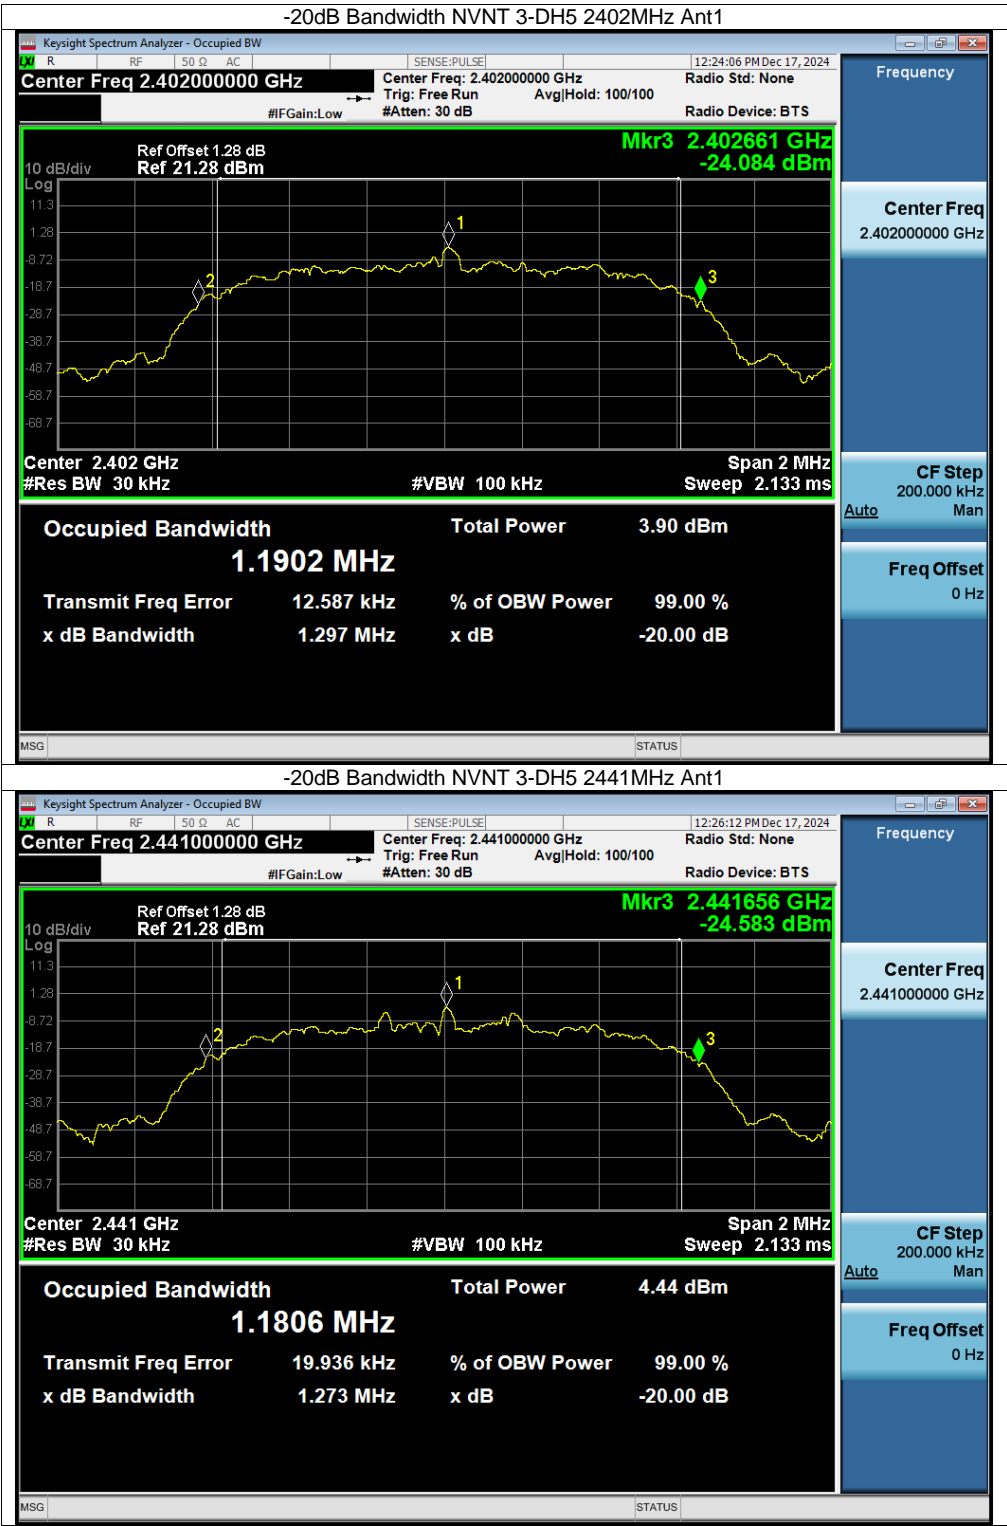 -20dB Bandwidth NVNT 3-DH5 2402MHz Ant1
Keysight Spectrum Analyzer - Occupied BW
LXI R RF 50 Ω AC SENSE:PULSE 12:24:06 PM Dec 17, 2024
Center Freq 2.402000000 GHz
Center Freq: 2.402000000 GHz Radio Std: None
Trig: Free Run Avg|Hold: 100/100
#IFGain:Low #Atten: 30 dB Radio Device: BTS
Frequency
Mkr3 2.402661 GHz
-24.084 dBm
Ref Offset 1.28 dB
10 dB/div Ref 21.28 dBm
Log
11.3
1.28
-8.72
-18.7
-28.7
-38.7
-48.7
-58.7
-68.7
1
2
3
Center 2.402 GHz Span 2 MHz
#Res BW 30 kHz #VBW 100 kHz Sweep 2.133 ms
Center Freq
2.402000000 GHz
CF Step
200.000 kHz
Auto Man
Freq Offset
0 Hz
Occupied Bandwidth Total Power 3.90 dBm
1.1902 MHz
Transmit Freq Error 12.587 kHz % of OBW Power 99.00 %
x dB Bandwidth 1.297 MHz x dB -20.00 dB
MSG STATUS
-20dB Bandwidth NVNT 3-DH5 2441MHz Ant1
Keysight Spectrum Analyzer - Occupied BW
LXI R RF 50 Ω AC SENSE:PULSE 12:26:12 PM Dec 17, 2024
Center Freq 2.441000000 GHz
Center Freq: 2.441000000 GHz Radio Std: None
Trig: Free Run Avg|Hold: 100/100
#IFGain:Low #Atten: 30 dB Radio Device: BTS
Frequency
Mkr3 2.441656 GHz
-24.583 dBm
Ref Offset 1.28 dB
10 dB/div Ref 21.28 dBm
Log
11.3
1.28
-8.72
-18.7
-28.7
-38.7
-48.7
-58.7
-68.7
1
2
3
Center 2.441 GHz Span 2 MHz
#Res BW 30 kHz #VBW 100 kHz Sweep 2.133 ms
Center Freq
2.441000000 GHz
CF Step
200.000 kHz
Auto Man
Freq Offset
0 Hz
Occupied Bandwidth Total Power 4.44 dBm
1.1806 MHz
Transmit Freq Error 19.936 kHz % of OBW Power 99.00 %
x dB Bandwidth 1.273 MHz x dB -20.00 dB
MSG STATUS